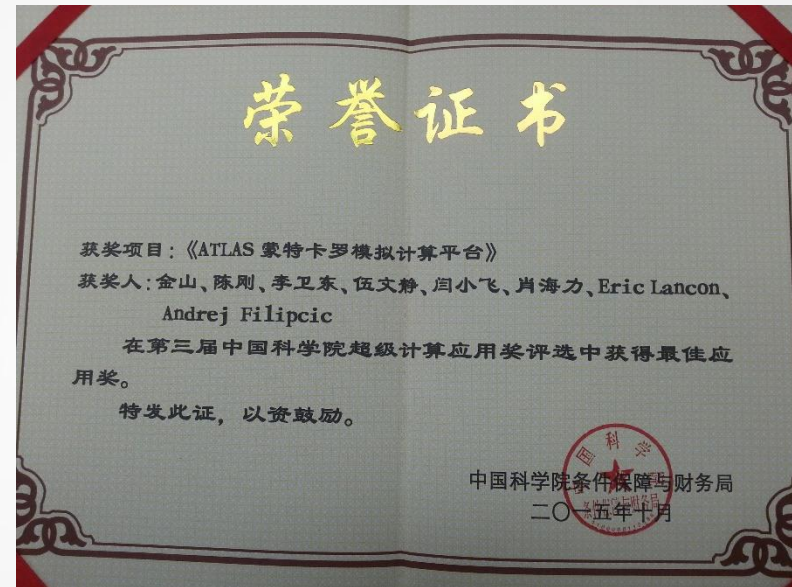 荣誉证书
获奖项目：《ATLAS 蒙特卡罗模拟计算平台》
获奖人：金山、陈刚、李卫东、伍文静、闫小飞、肖海力、Eric Lancon、
Andrej Filipcic
在第三届中国科学院超级计算应用奖评选中获得最佳应
用奖。
特发此证，以资鼓励。
中国科学院条件保障与财务局
二〇一五年十月